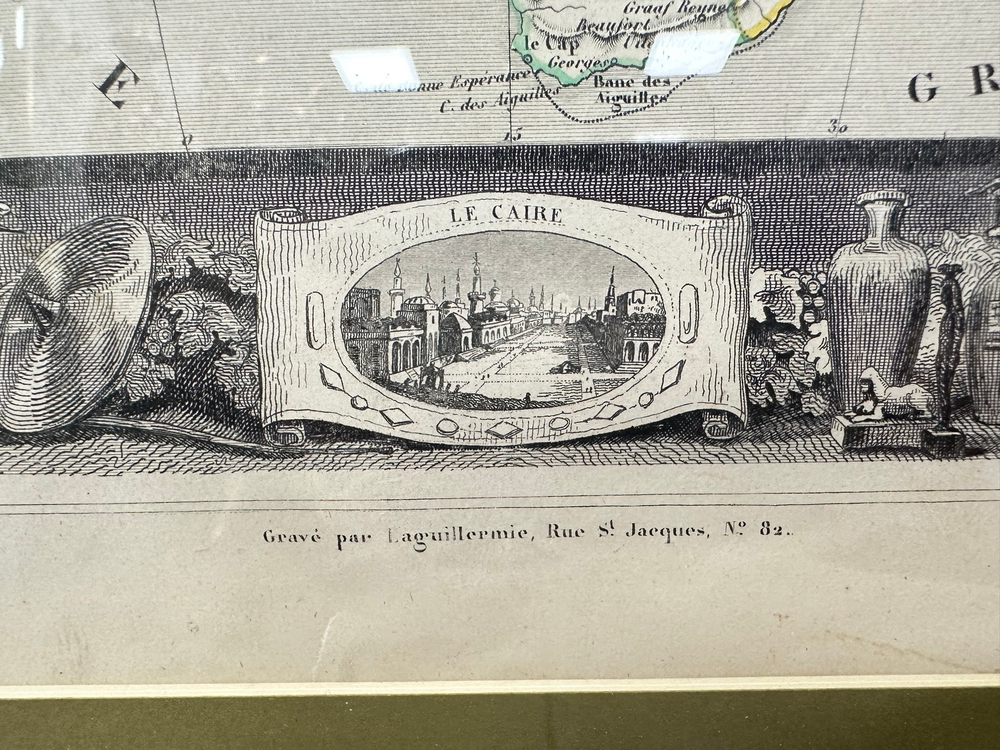 Graaf Reynet
Beaufort
le Cap
Georges
Bonne Espérance
Banc des
Aiguilles
C. des Aiguilles
E
G R
0
15
30
LE CAIRE
Gravé par Laguillermie, Rue St Jacques, No 82.